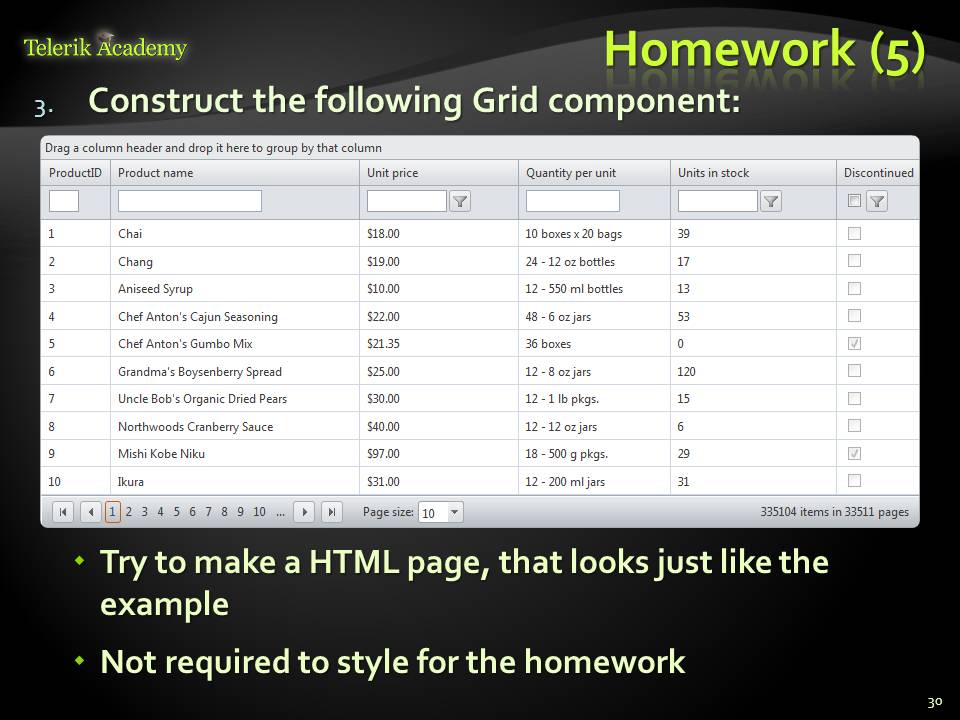 Telerik Academy
Homework (5)
3. Construct the following Grid component:
Drag a column header and drop it here to group by that column
ProductID Product name Unit price Quantity per unit Units in stock Discontinued
1 Chai $18.00 10 boxes x 20 bags 39
2 Chang $19.00 24 - 12 oz bottles 17
3 Aniseed Syrup $10.00 12 - 550 ml bottles 13
4 Chef Anton's Cajun Seasoning $22.00 48 - 6 oz jars 53
5 Chef Anton's Gumbo Mix $21.35 36 boxes 0
6 Grandma's Boysenberry Spread $25.00 12 - 8 oz jars 120
7 Uncle Bob's Organic Dried Pears $30.00 12 - 1 lb pkgs. 15
8 Northwoods Cranberry Sauce $40.00 12 - 12 oz jars 6
9 Mishi Kobe Niku $97.00 18 - 500 g pkgs. 29
10 Ikura $31.00 12 - 200 ml jars 31
1 2 3 4 5 6 7 8 9 10 ... Page size: 10 335104 items in 33511 pages
Try to make a HTML page, that looks just like the
example
Not required to style for the homework
30